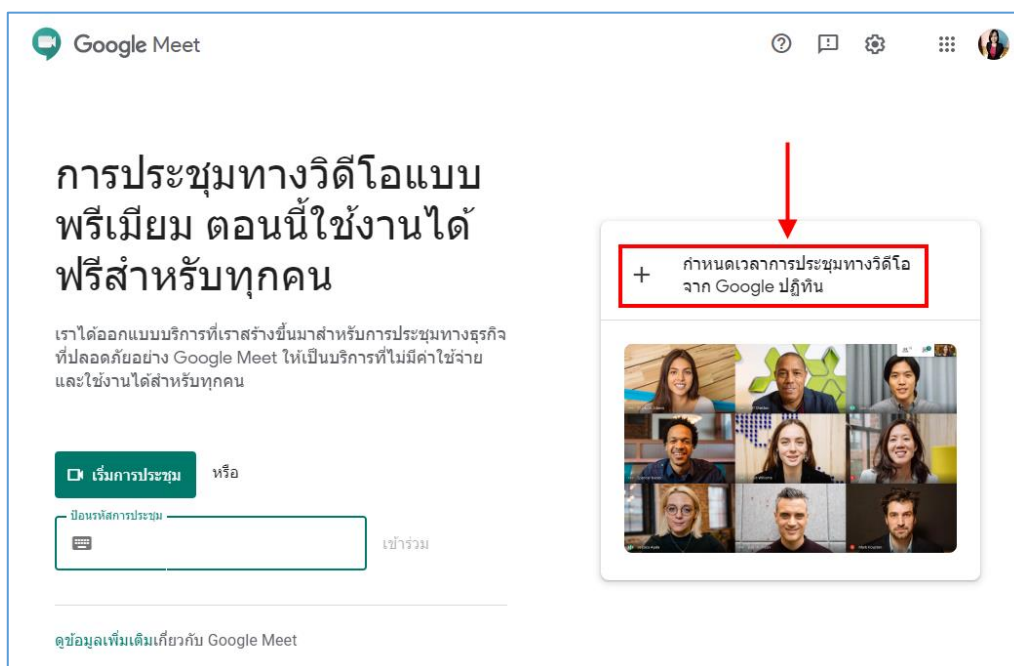 Google Meet
การประชุมทางวิดีโอแบบ
พรีเมียม ตอนนี้ใช้งานได้
ฟรีสำหรับทุกคน
เราได้ออกแบบบริการที่เราสร้างขึ้นมาสำหรับการประชุมทางธุรกิจ
ที่ปลอดภัยอย่าง Google Meet ให้เป็นบริการที่ไม่มีค่าใช้จ่าย
และใช้งานได้สำหรับทุกคน
เริ่มการประชุม หรือ
ป้อนรหัสการประชุม
เข้าร่วม
ดูข้อมูลเพิ่มเติมเกี่ยวกับ Google Meet
กำหนดเวลาการประชุมทางวิดีโอ
จาก Google ปฏิทิน